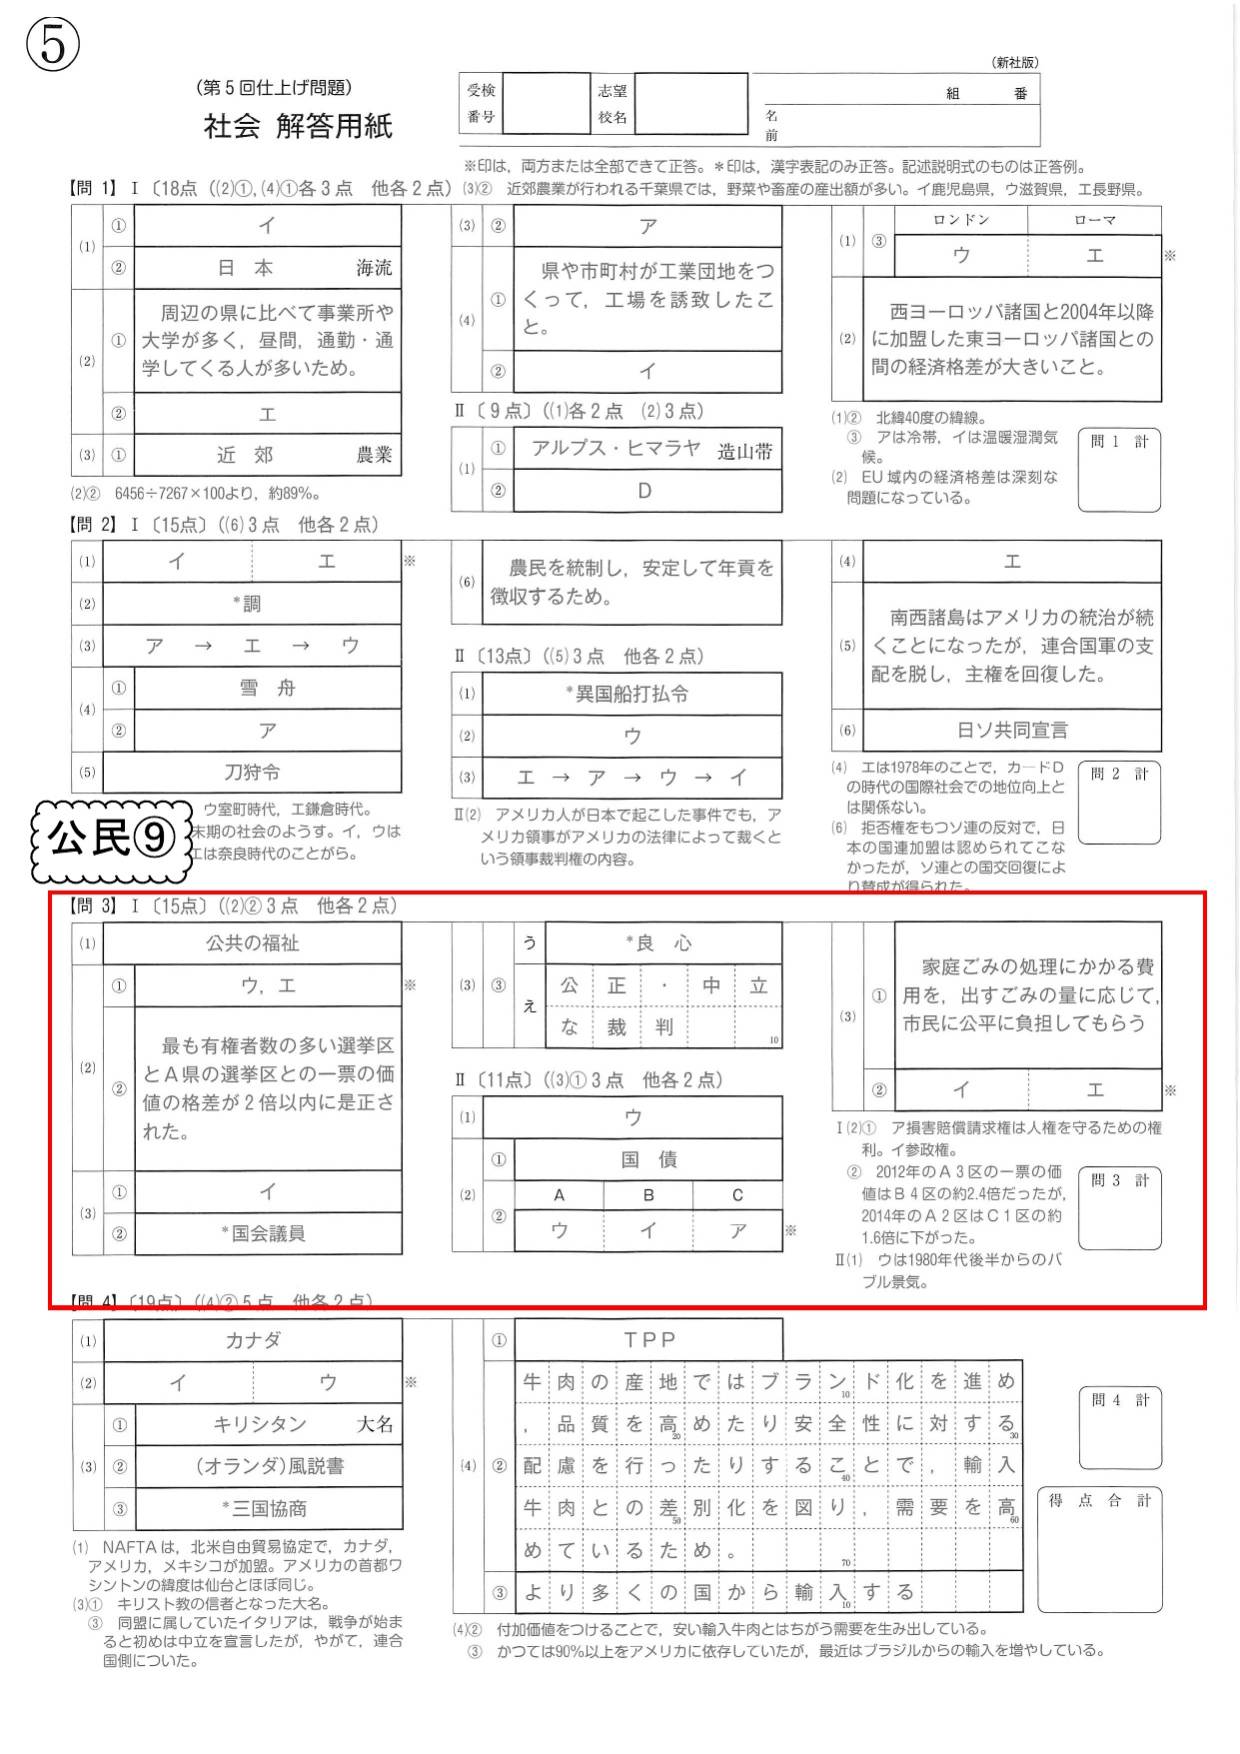 ⑤
(新社版)
(第5回仕上げ問題)
社会 解答用紙
受検番号
志望校名
組 番
名前
※印は，両方または全部できて正答。＊印は，漢字表記のみ正答。記述説明式のものは正答例。
【問 1】 Ⅰ〔18点（(2)①,(4)①各3点 他各2点）
(3)② 近郊農業が行われる千葉県では，野菜や畜産の産出額が多い。イ鹿児島県，ウ滋賀県，エ長野県。
(1) ① イ
② 日 本 海流
(2) ① 周辺の県に比べて事業所や
大学が多く，昼間，通勤・通
学してくる人が多いため。
② エ
(3) ① 近 郊 農業
(2)② 6456÷7267×100より，約89%。
(3) ② ア
(4) ① 県や市町村が工業団地をつ
くって，工場を誘致したこ
と。
② イ
Ⅱ〔9点〕((1)各2点 (2)3点)
(1) ① アルプス・ヒマラヤ 造山帯
② D
(1) ③ ロンドン ローマ
ウ エ ※
(2) 西ヨーロッパ諸国と2004年以降
に加盟した東ヨーロッパ諸国との
間の経済格差が大きいこと。
(1)② 北緯40度の緯線。
③ アは冷帯，イは温暖湿潤気
候。
(2) EU域内の経済格差は深刻な
問題になっている。
問 1 計
【問 2】 Ⅰ〔15点〕((6)3点 他各2点)
(1) イ エ ※
(2) ＊調
(3) ア → エ → ウ
(4) ① 雪 舟
② ア
(5) 刀狩令
ウ室町時代，エ鎌倉時代。
末期の社会のようす。イ，ウは
エは奈良時代のことがら。
公民⑨
(6) 農民を統制し，安定して年貢を
徴収するため。
Ⅱ〔13点〕((5)3点 他各2点)
(1) ＊異国船打払令
(2) ウ
(3) エ → ア → ウ → イ
Ⅱ(2) アメリカ人が日本で起こした事件でも，ア
メリカ領事がアメリカの法律によって裁くと
いう領事裁判権の内容。
(4) エ
(5) 南西諸島はアメリカの統治が続
くことになったが，連合国軍の支
配を脱し，主権を回復した。
(6) 日ソ共同宣言
(4) エは1978年のことで，カードD
の時代の国際社会での地位向上と
は関係ない。
(6) 拒否権をもつソ連の反対で，日
本の国連加盟は認められてこな
かったが，ソ連との国交回復によ
り賛成が得られた。
問 2 計
【問 3】 Ⅰ〔15点〕((2)②3点 他各2点)
(1) 公共の福祉
(2) ① ウ，エ ※
② 最も有権者数の多い選挙区
とA県の選挙区との一票の価
値の格差が2倍以内に是正さ
れた。
(3) ① イ
② ＊国会議員
(3) ③ う ＊良 心
え 公正・中立
な裁判
10
Ⅱ〔11点〕((3)①3点 他各2点)
(1) ウ
(2) ① 国 債
② A B C
ウ イ ア ※
(3) ① 家庭ごみの処理にかかる費
用を，出すごみの量に応じて，
市民に公平に負担してもらう
② イ エ ※
Ⅰ(2)① ア損害賠償請求権は人権を守るための権
利。イ参政権。
② 2012年のA3区の一票の価
値はB4区の約2.4倍だったが，
2014年のA2区はC1区の約
1.6倍に下がった。
Ⅱ(1) ウは1980年代後半からのバ
ブル景気。
問 3 計
【問 4】〔19点〕((4)②5点 他各2点)
(1) カナダ
(2) イ ウ ※
(3) ① キリシタン 大名
② (オランダ)風説書
③ ＊三国協商
(1) NAFTAは，北米自由貿易協定で，カナダ，
アメリカ，メキシコが加盟。アメリカの首都ワ
シントンの緯度は仙台とほぼ同じ。
(3)① キリスト教の信者となった大名。
③ 同盟に属していたイタリアは，戦争が始ま
ると初めは中立を宣言したが，やがて，連合
国側についた。
(4) ① TPP
② 牛肉の産地ではブランド化を進め
10
，品質を高めたり安全性に対する
20 30
配慮を行ったりすることで，輸入
40
牛肉との差別化を図り，需要を高
50 60
めているため。
70
③ より多くの国から輸入する
10
(4)② 付加価値をつけることで，安い輸入牛肉とはちがう需要を生み出している。
③ かつては90%以上をアメリカに依存していたが，最近はブラジルからの輸入を増やしている。
問 4 計
得 点 合 計